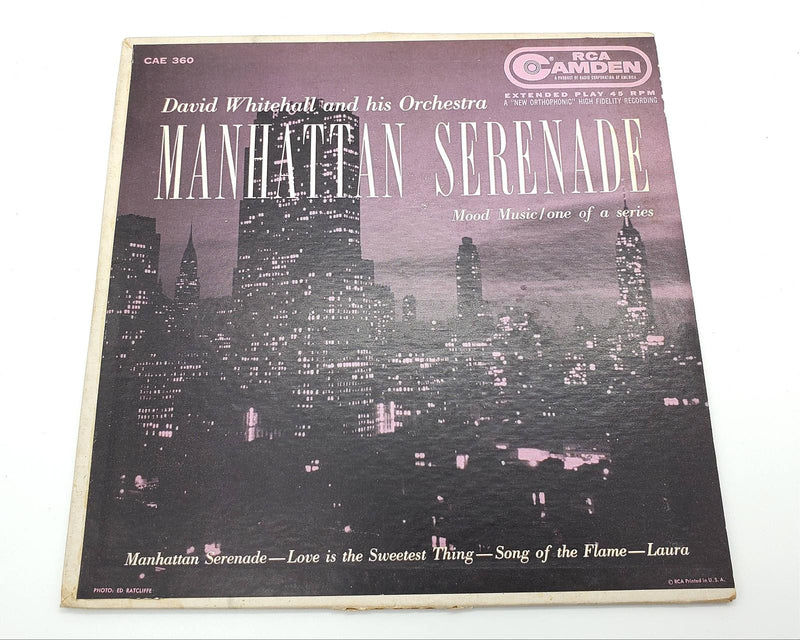 CAE 360
RCA
CAMDEN
A PRODUCT OF RADIO CORPORATION OF AMERICA
EXTENDED PLAY 45 RPM
A "NEW ORTHOPHONIC" HIGH FIDELITY RECORDING
David Whitehall and his Orchestra
MANHATTAN SERENADE
Mood Music/one of a series
Manhattan Serenade—Love is the Sweetest Thing—Song of the Flame—Laura
PHOTO: ED RATCLIFFE
© RCA Printed in U. S. A.